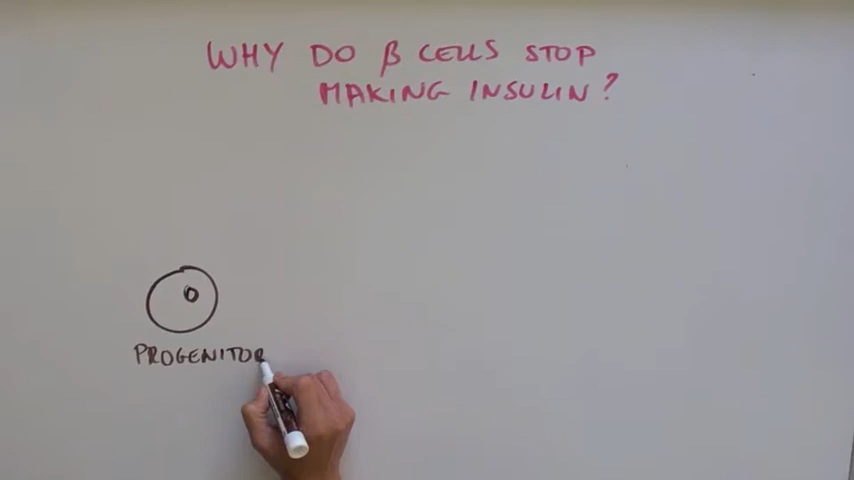 WHY DO β CELLS STOP
MAKING INSULIN?
PROGENITOR